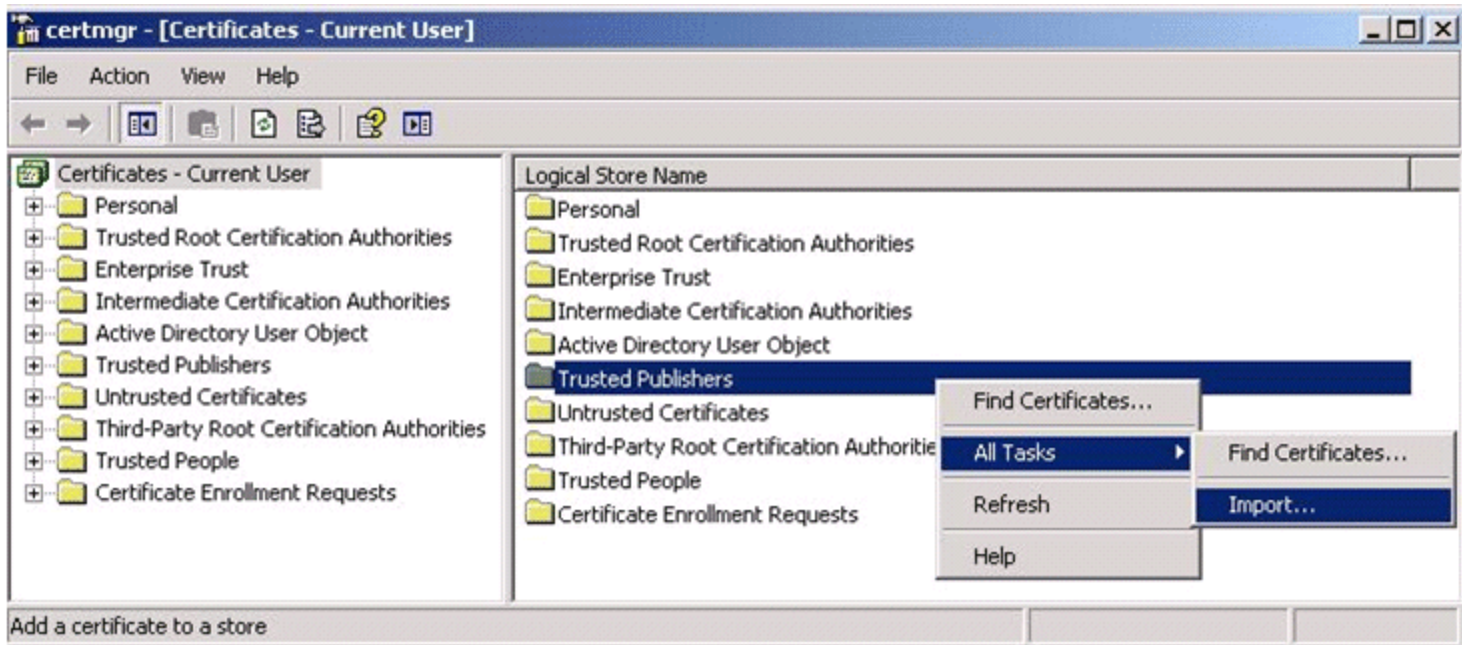 certmgr - [Certificates - Current User]
File Action View Help
Certificates - Current User
Personal
Trusted Root Certification Authorities
Enterprise Trust
Intermediate Certification Authorities
Active Directory User Object
Trusted Publishers
Untrusted Certificates
Third-Party Root Certification Authorities
Trusted People
Certificate Enrollment Requests
Logical Store Name
Personal
Trusted Root Certification Authorities
Enterprise Trust
Intermediate Certification Authorities
Active Directory User Object
Trusted Publishers
Untrusted Certificates
Third-Party Root Certification Authoritie
Trusted People
Certificate Enrollment Requests
Find Certificates...
All Tasks
Refresh
Help
Find Certificates...
Import...
Add a certificate to a store